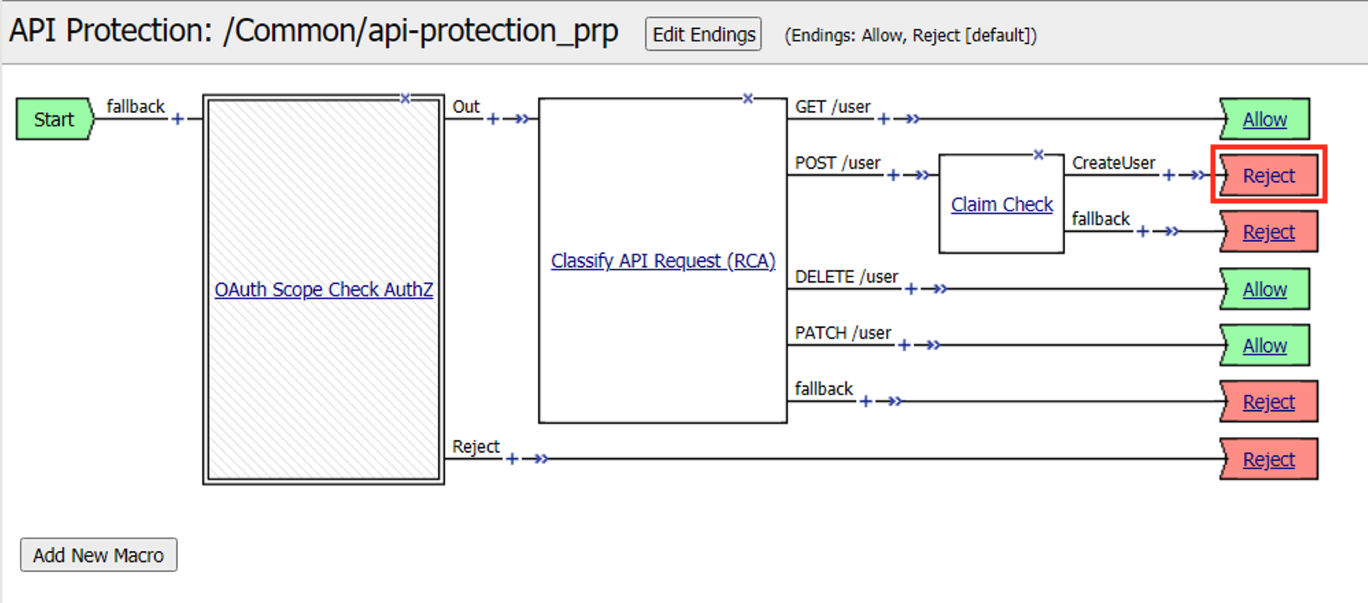 API Protection: /Common/api-protection_prp Edit Endings (Endings: Allow, Reject [default])
Start fallback + Out + GET /user + Allow
POST /user + CreateUser + Reject
Claim Check
fallback + Reject
Classify API Request (RCA)
OAuth Scope Check AuthZ
DELETE /user + Allow
PATCH /user + Allow
fallback + Reject
Reject + Reject
Add New Macro